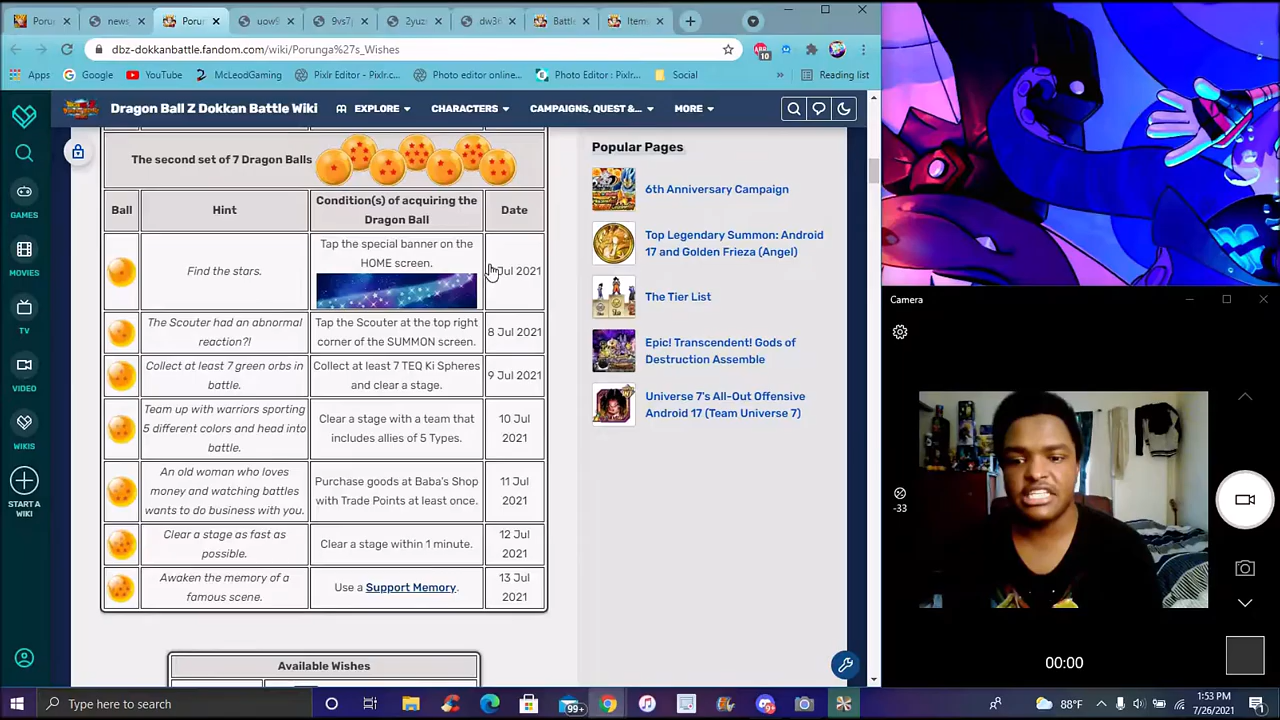 Poru
news
Porun
uow9
9vs7j
2yuz
dw36
Battle
Items
dbz-dokkanbattle.fandom.com/wiki/Porunga%27s_Wishes
10
Apps
Google
YouTube
McLeodGaming
Pixlr Editor - Pixlr.c...
Photo editor online...
Photo Editor : Pixlr...
Social
»
Reading list
Dragon Ball Z Dokkan Battle Wiki
EXPLORE
CHARACTERS
CAMPAIGNS, QUEST &...
MORE
GAMES
MOVIES
TV
VIDEO
WIKIS
START A
WIKI
The second set of 7 Dragon Balls
Ball
Hint
Condition(s) of acquiring the
Dragon Ball
Date
Find the stars.
Tap the special banner on the
HOME screen.
Jul 2021
The Scouter had an abnormal
reaction?!
Tap the Scouter at the top right
corner of the SUMMON screen.
8 Jul 2021
Collect at least 7 green orbs in
battle.
Collect at least 7 TEQ Ki Spheres
and clear a stage.
9 Jul 2021
Team up with warriors sporting
5 different colors and head into
battle.
Clear a stage with a team that
includes allies of 5 Types.
10 Jul
2021
An old woman who loves
money and watching battles
wants to do business with you.
Purchase goods at Baba's Shop
with Trade Points at least once.
11 Jul
2021
Clear a stage as fast as
possible.
Clear a stage within 1 minute.
12 Jul
2021
Awaken the memory of a
famous scene.
Use a Support Memory.
13 Jul
2021
Available Wishes
Popular Pages
6th Anniversary Campaign
Top Legendary Summon: Android
17 and Golden Frieza (Angel)
The Tier List
Epic! Transcendent! Gods of
Destruction Assemble
Universe 7's All-Out Offensive
Android 17 (Team Universe 7)
Camera
-33
00:00
Type here to search
99+
88°F
1:53 PM
7/26/2021